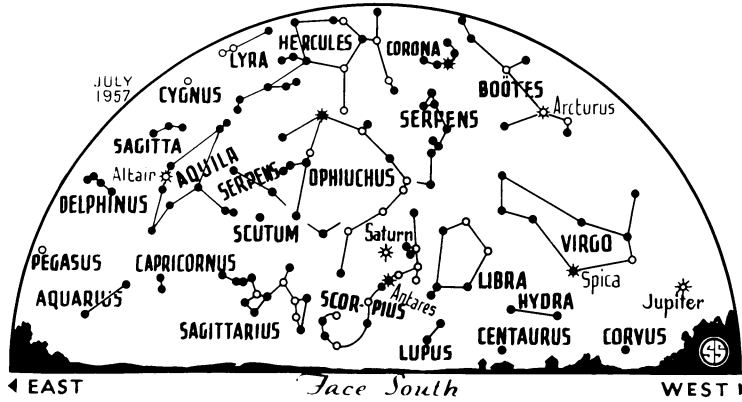 HERCULES
CORONA
LYRA
BOÖTES
JULY
1957
CYGNUS
Arcturus
SERPENS
SAGITTA
Altair
AQUILA
SERPENS
OPHIUCHUS
DELPHINUS
SCUTUM
Saturn
VIRGO
PEGASUS
CAPRICORNUS
LIBRA
Spica
AQUARIUS
SCOR-PIUS
Antares
HYDRA
Jupiter
SAGITTARIUS
LUPUS
CENTAURUS
CORVUS
SS
EAST
Face South
WEST